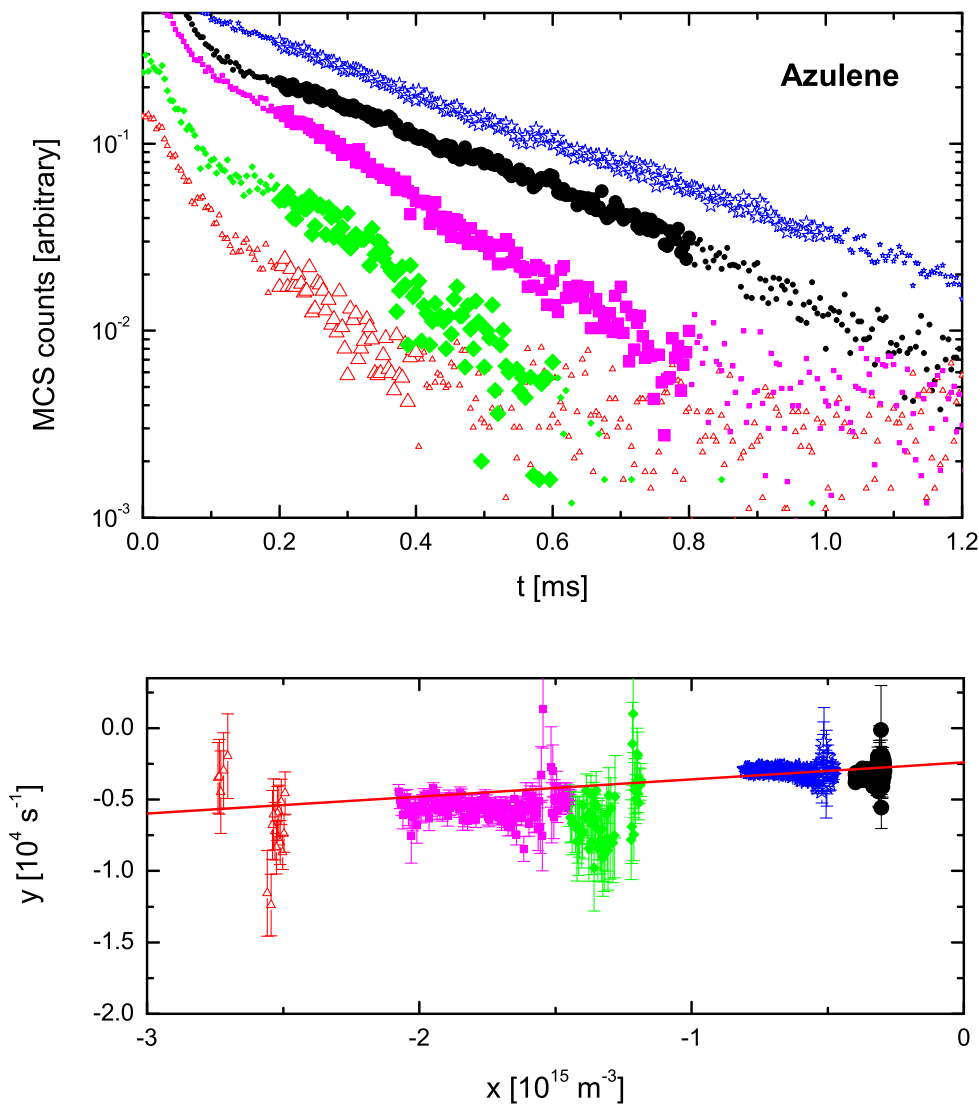 Azulene
MCS counts [arbitrary]
10⁻¹
10⁻²
10⁻³
0.0 0.2 0.4 0.6 0.8 1.0 1.2
t [ms]
y [10⁴ s⁻¹]
0.0
-0.5
-1.0
-1.5
-2.0
-3 -2 -1 0
x [10¹⁵ m⁻³]